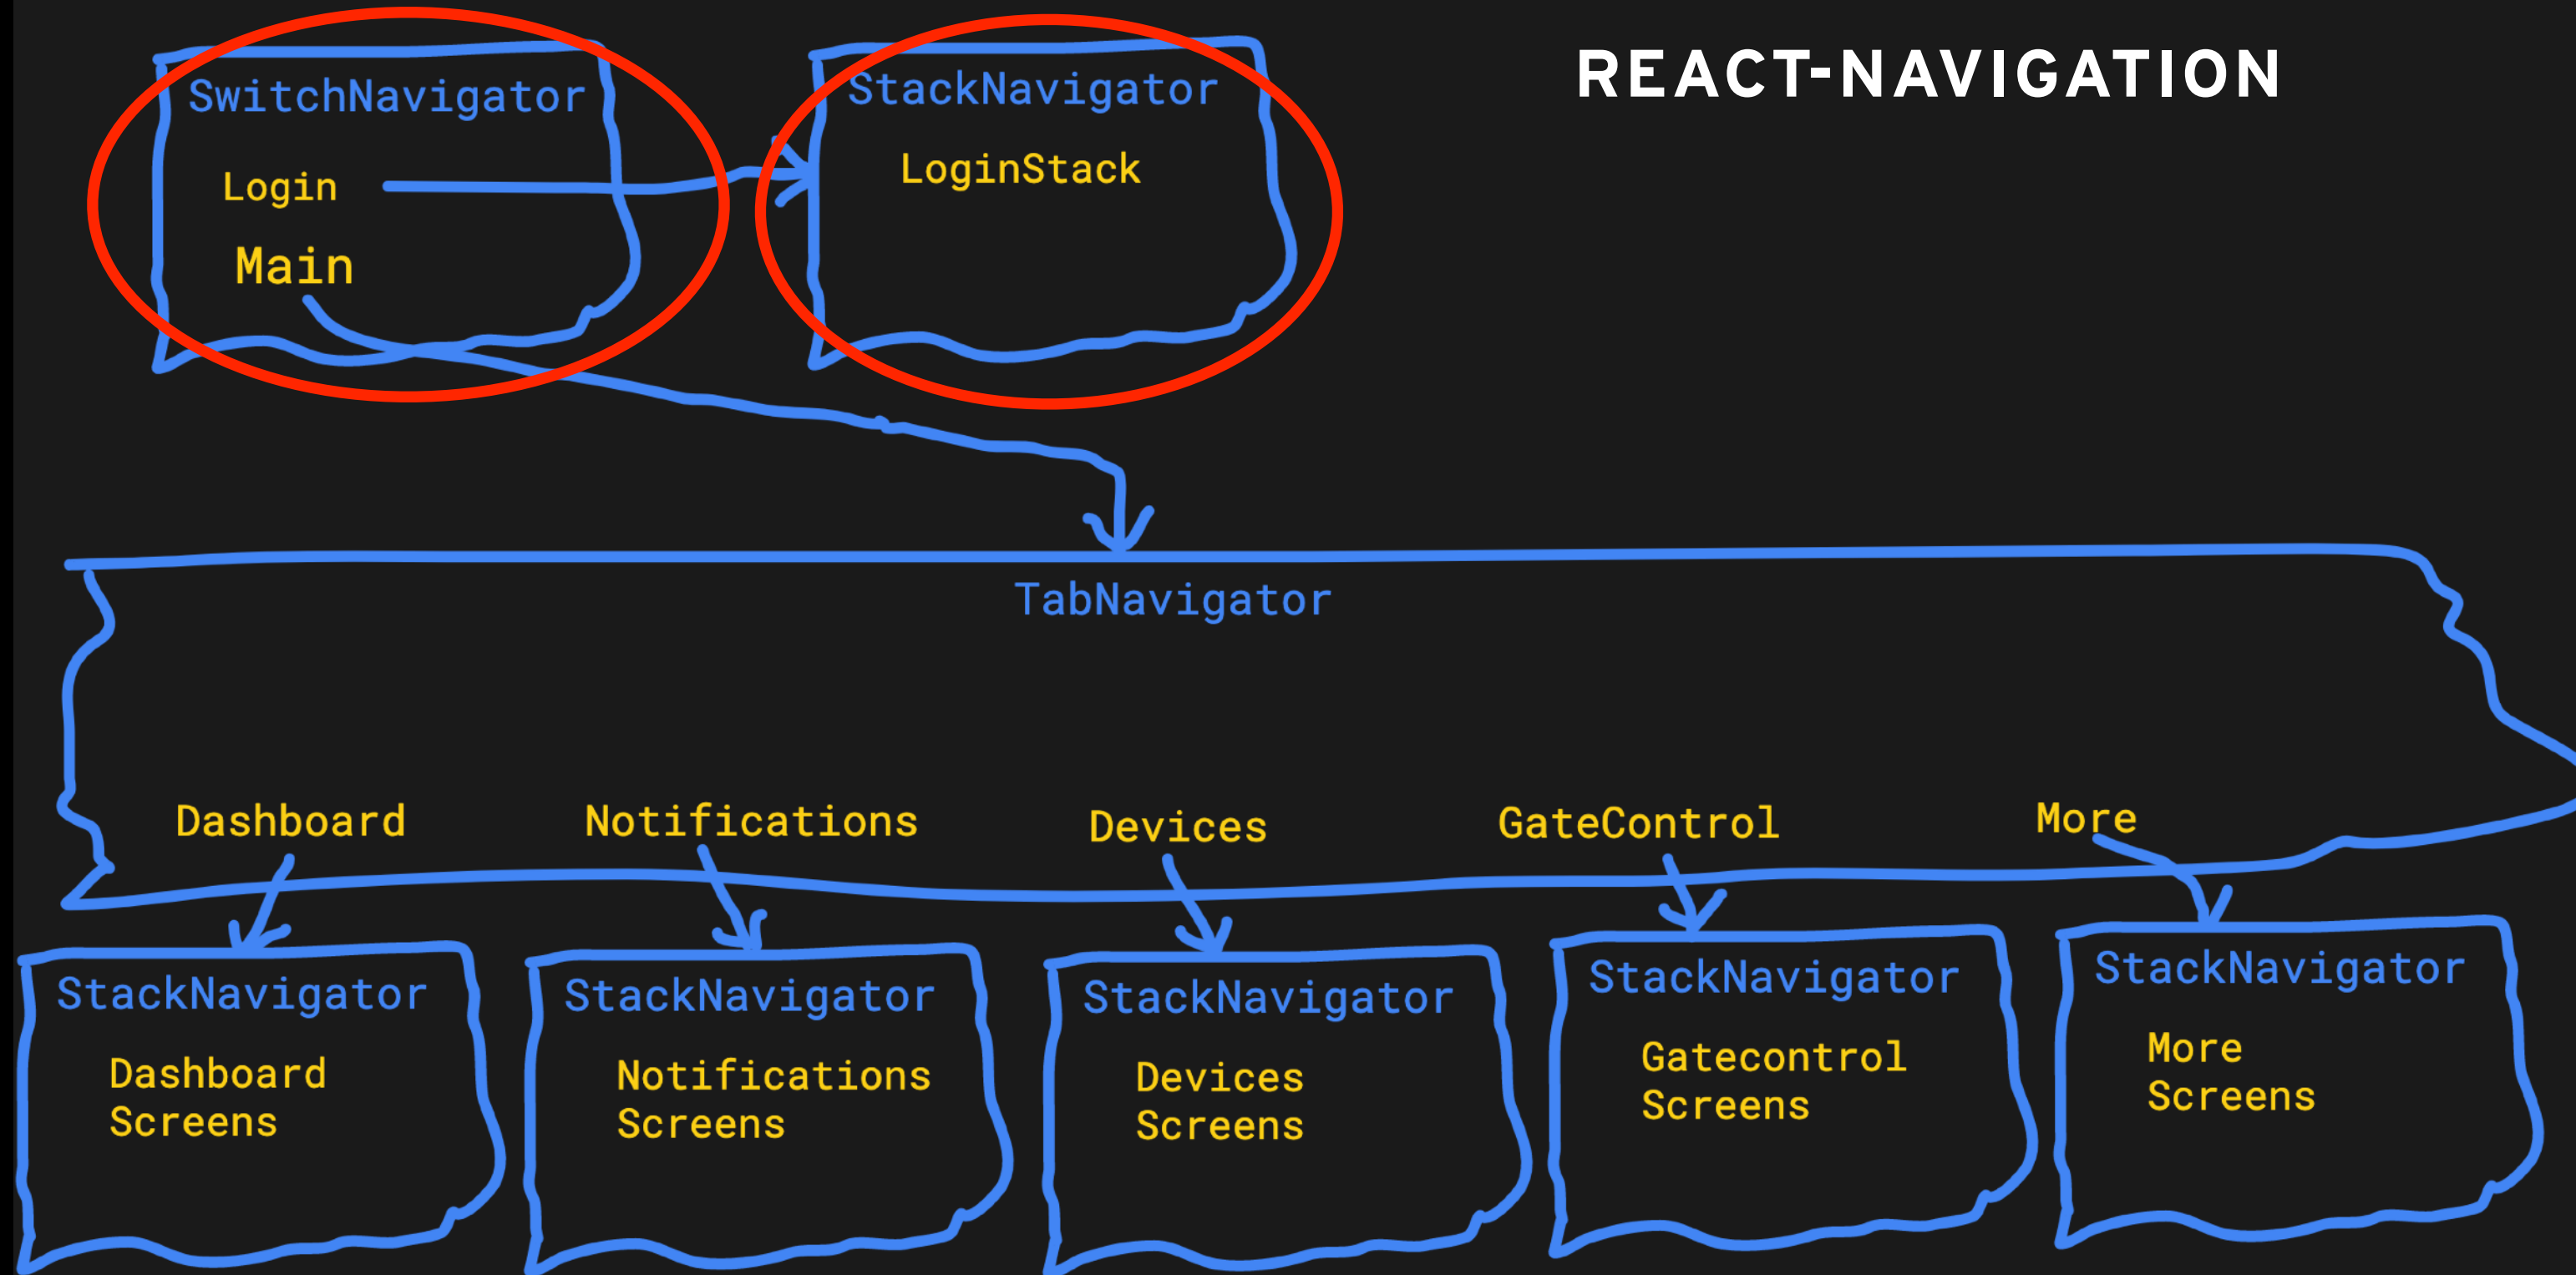 REACT-NAVIGATION
SwitchNavigator
Login
Main
StackNavigator
LoginStack
TabNavigator
Dashboard
Notifications
Devices
GateControl
More
StackNavigator
Dashboard
Screens
StackNavigator
Notifications
Screens
StackNavigator
Devices
Screens
StackNavigator
Gatecontrol
Screens
StackNavigator
More
Screens